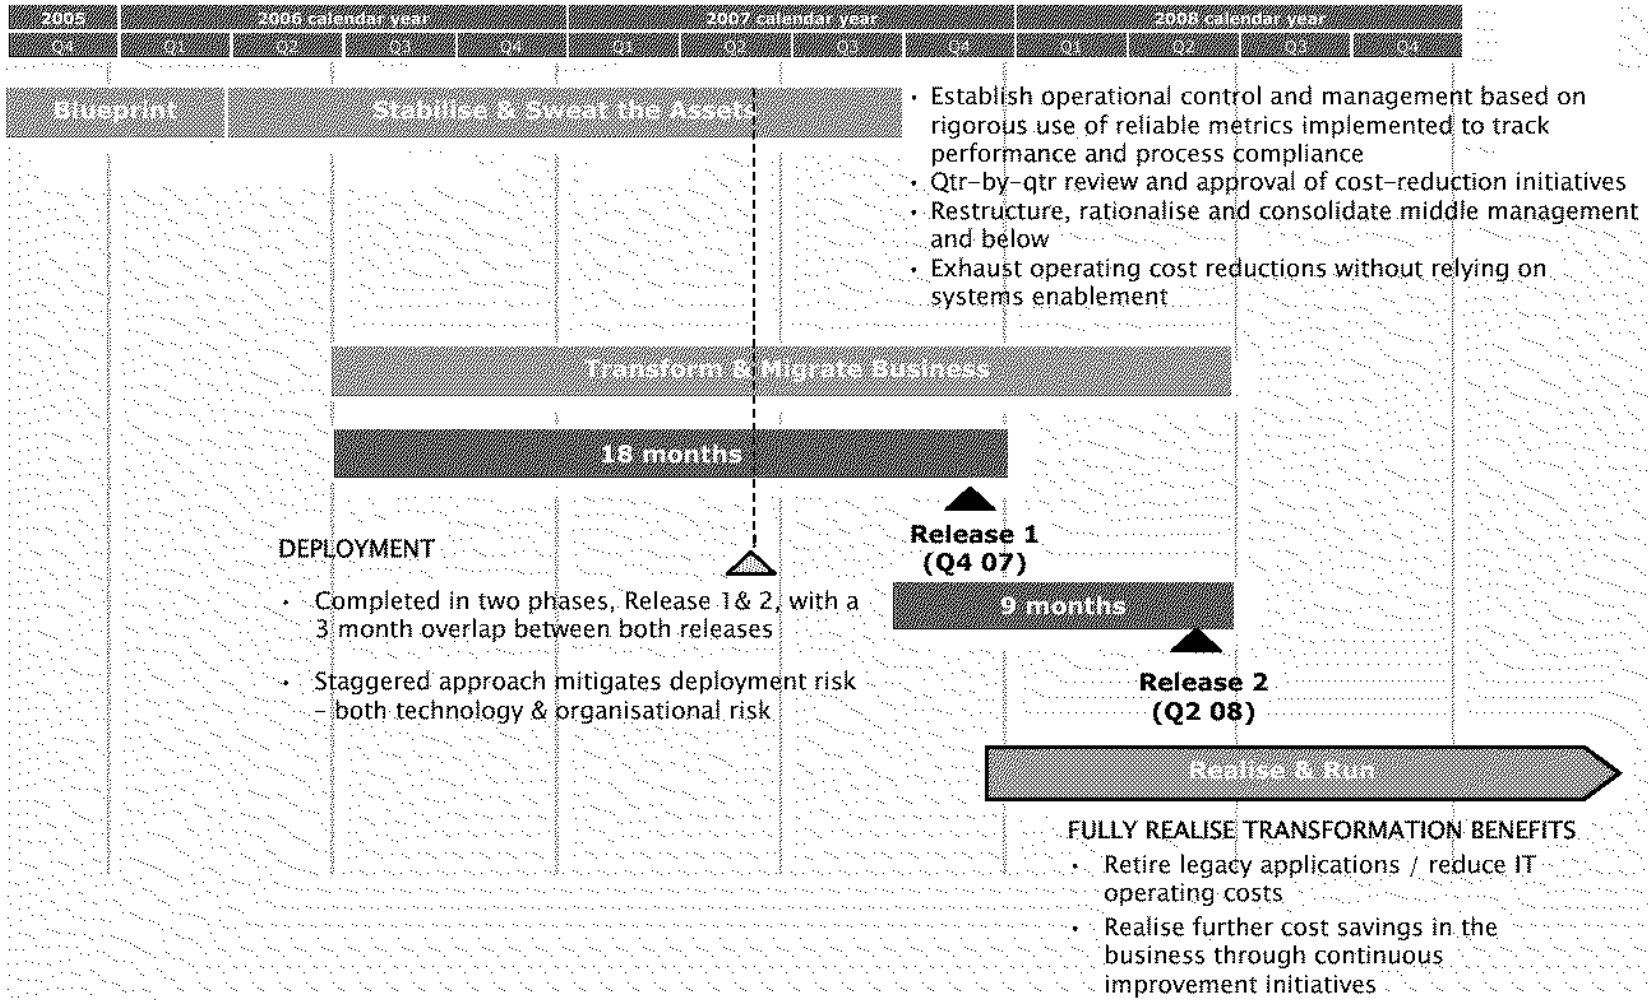 2005 2006 calendar year 2007 calendar year 2008 calendar year
Q4 Q1 Q2 Q3 Q4 Q1 Q2 Q3 Q4 Q1 Q2 Q3 Q4
Blueprint Stabilise & Sweat the Assets
· Establish operational control and management based on
rigorous use of reliable metrics implemented to track
performance and process compliance
· Qtr-by-qtr review and approval of cost-reduction initiatives
· Restructure, rationalise and consolidate middle management
and below
· Exhaust operating cost reductions without relying on
systems enablement
Transform & Migrate Business
18 months
Release 1
(Q4 07)
DEPLOYMENT
· Completed in two phases, Release 1& 2, with a
3 month overlap between both releases
· Staggered approach mitigates deployment risk
– both technology & organisational risk
9 months
Release 2
(Q2 08)
Realise & Run
FULLY REALISE TRANSFORMATION BENEFITS
· Retire legacy applications / reduce IT
operating costs
· Realise further cost savings in the
business through continuous
improvement initiatives